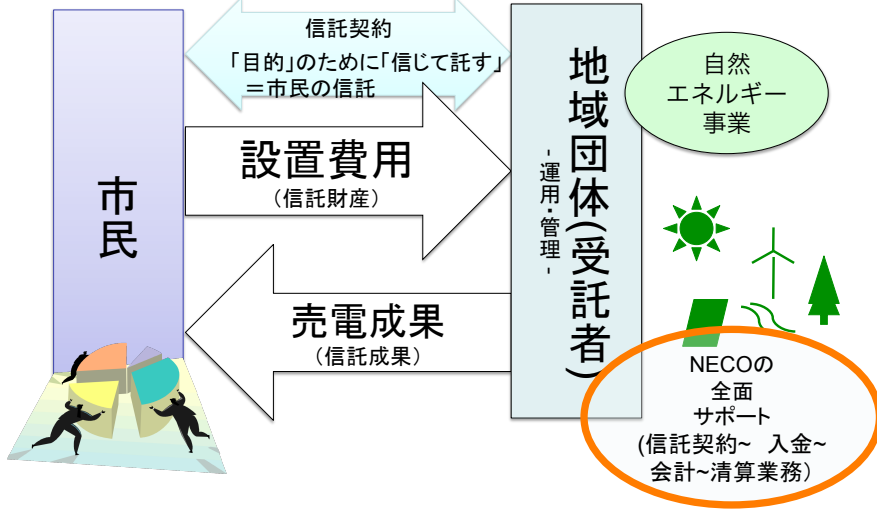 信託契約
「目的」のために「信じて託す」
＝市民の信託
市民
設置費用
（信託財産）
売電成果
（信託成果）
地域団体(受託者)
-運用・管理-
自然
エネルギー
事業
NECOの
全面
サポート
(信託契約~　入金~
会計~清算業務）